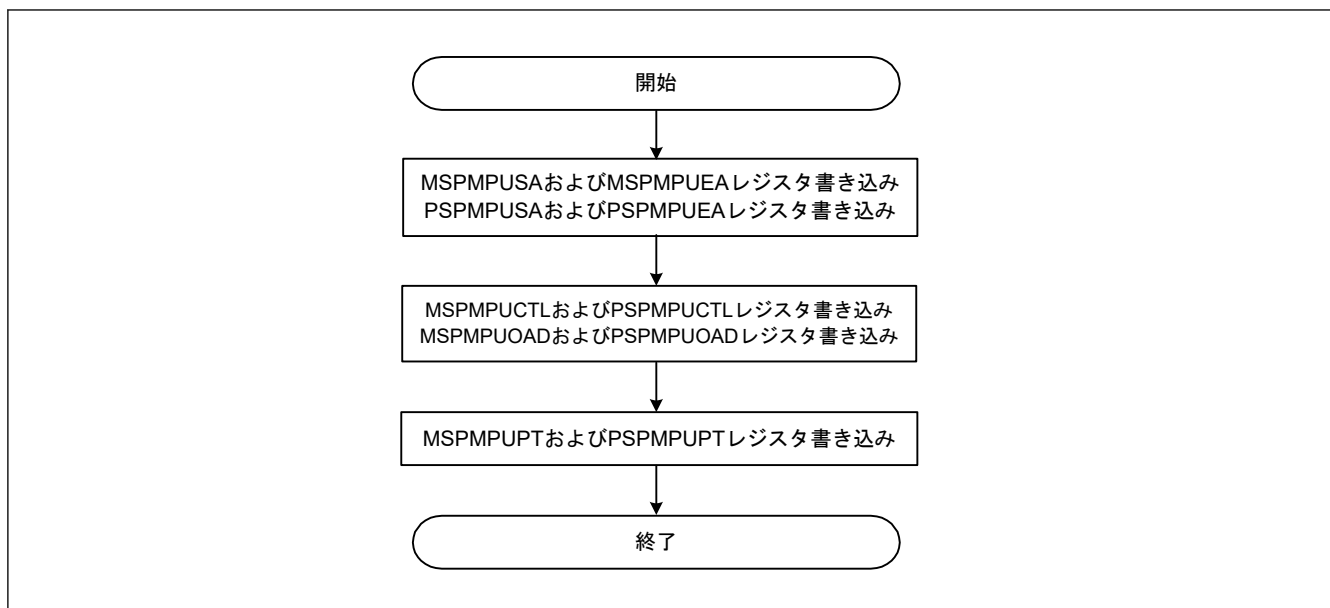 開始
MSPMPUSAおよびMSPMPUEAレジスタ書き込み
PSPMPUSAおよびPSPMPUEAレジスタ書き込み
MSPMPUCTLおよびPSPMPUCTLレジスタ書き込み
MSPMPUOADおよびPSPMPUOADレジスタ書き込み
MSPMPUPTおよびPSPMPUPTレジスタ書き込み
終了